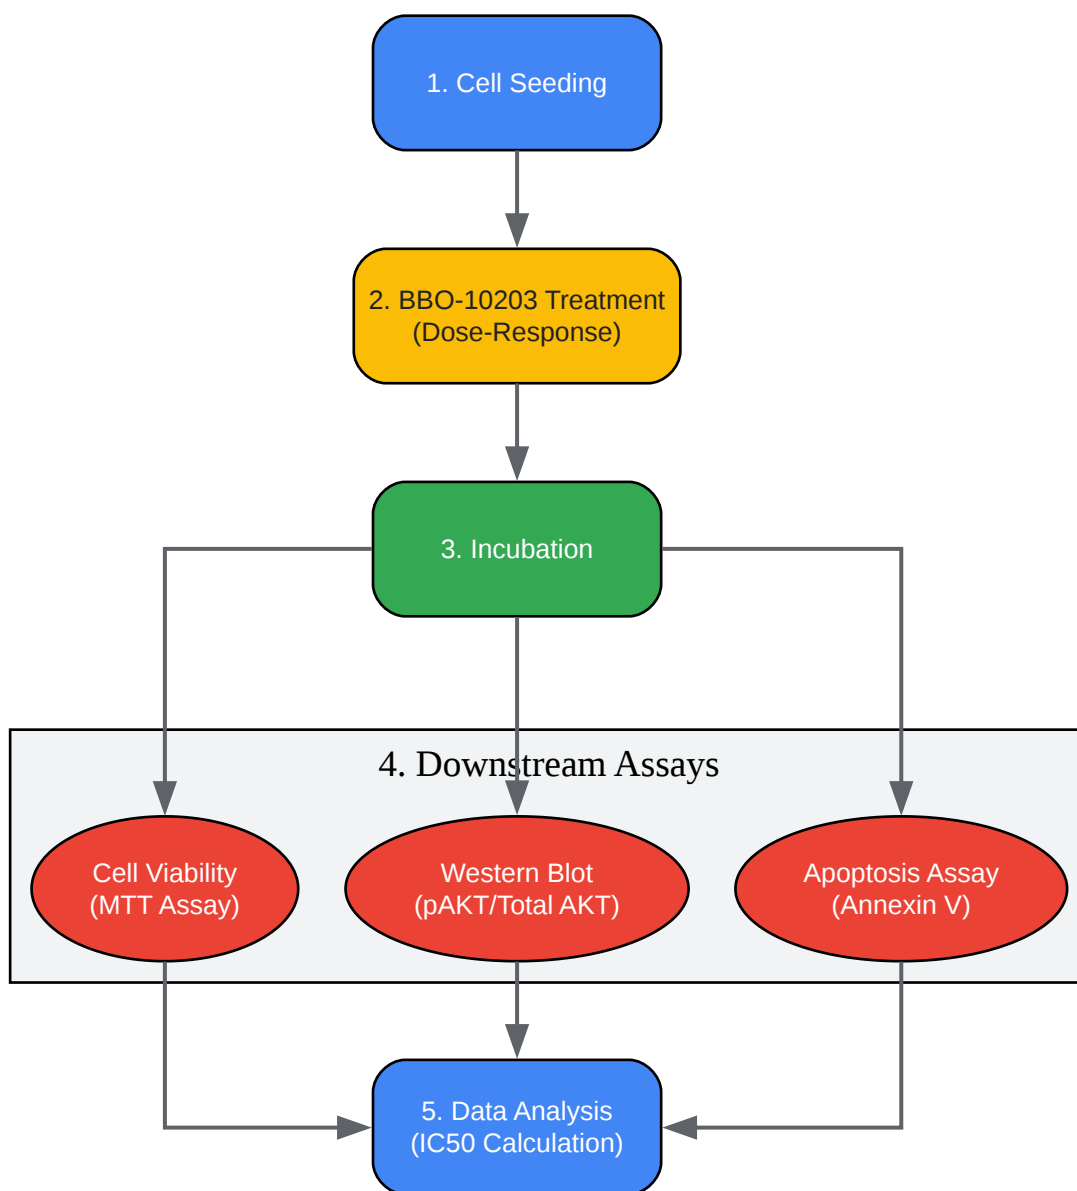 1. Cell Seeding
2. BBO-10203 Treatment
(Dose-Response)
3. Incubation
4. Downstream Assays
Cell Viability
(MTT Assay)
Western Blot
(pAKT/Total AKT)
Apoptosis Assay
(Annexin V)
5. Data Analysis
(IC50 Calculation)